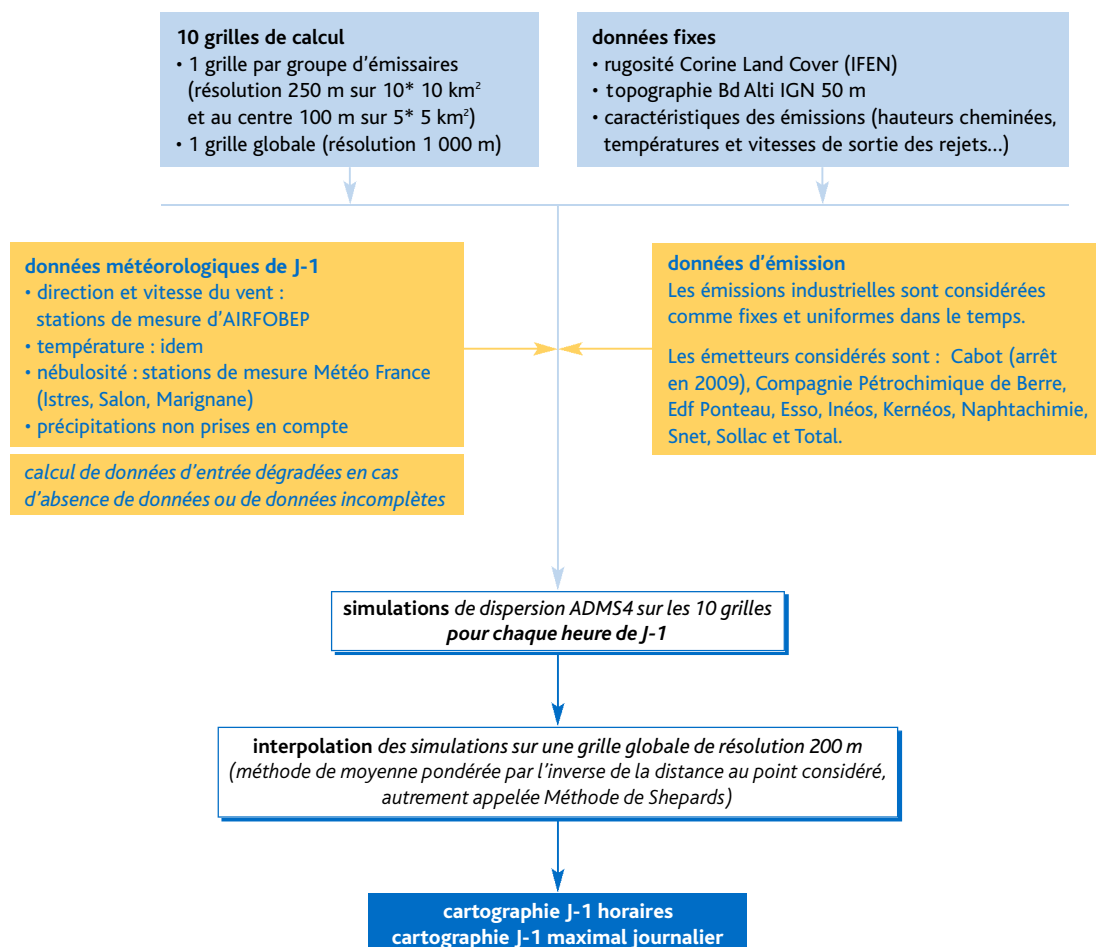 10 grilles de calcul
• 1 grille par groupe d'émissaires
(résolution 250 m sur 10* 10 km²
et au centre 100 m sur 5* 5 km²)
• 1 grille globale (résolution 1 000 m)
données fixes
• rugosité Corine Land Cover (IFEN)
• topographie Bd Alti IGN 50 m
• caractéristiques des émissions (hauteurs cheminées,
températures et vitesses de sortie des rejets...)
données météorologiques de J-1
• direction et vitesse du vent :
stations de mesure d'AIRFOBEP
• température : idem
• nébulosité : stations de mesure Météo France
(Istres, Salon, Marignane)
• précipitations non prises en compte
calcul de données d'entrée dégradées en cas
d'absence de données ou de données incomplètes
données d'émission
Les émissions industrielles sont considérées
comme fixes et uniformes dans le temps.
Les émetteurs considérés sont : Cabot (arrêt
en 2009), Compagnie Pétrochimique de Berre,
Edf Ponteau, Esso, Inéos, Kernéos, Naphtachimie,
Snet, Sollac et Total.
simulations de dispersion ADMS4 sur les 10 grilles
pour chaque heure de J-1
interpolation des simulations sur une grille globale de résolution 200 m
(méthode de moyenne pondérée par l'inverse de la distance au point considéré,
autrement appelée Méthode de Shepards)
cartographie J-1 horaires
cartographie J-1 maximal journalier